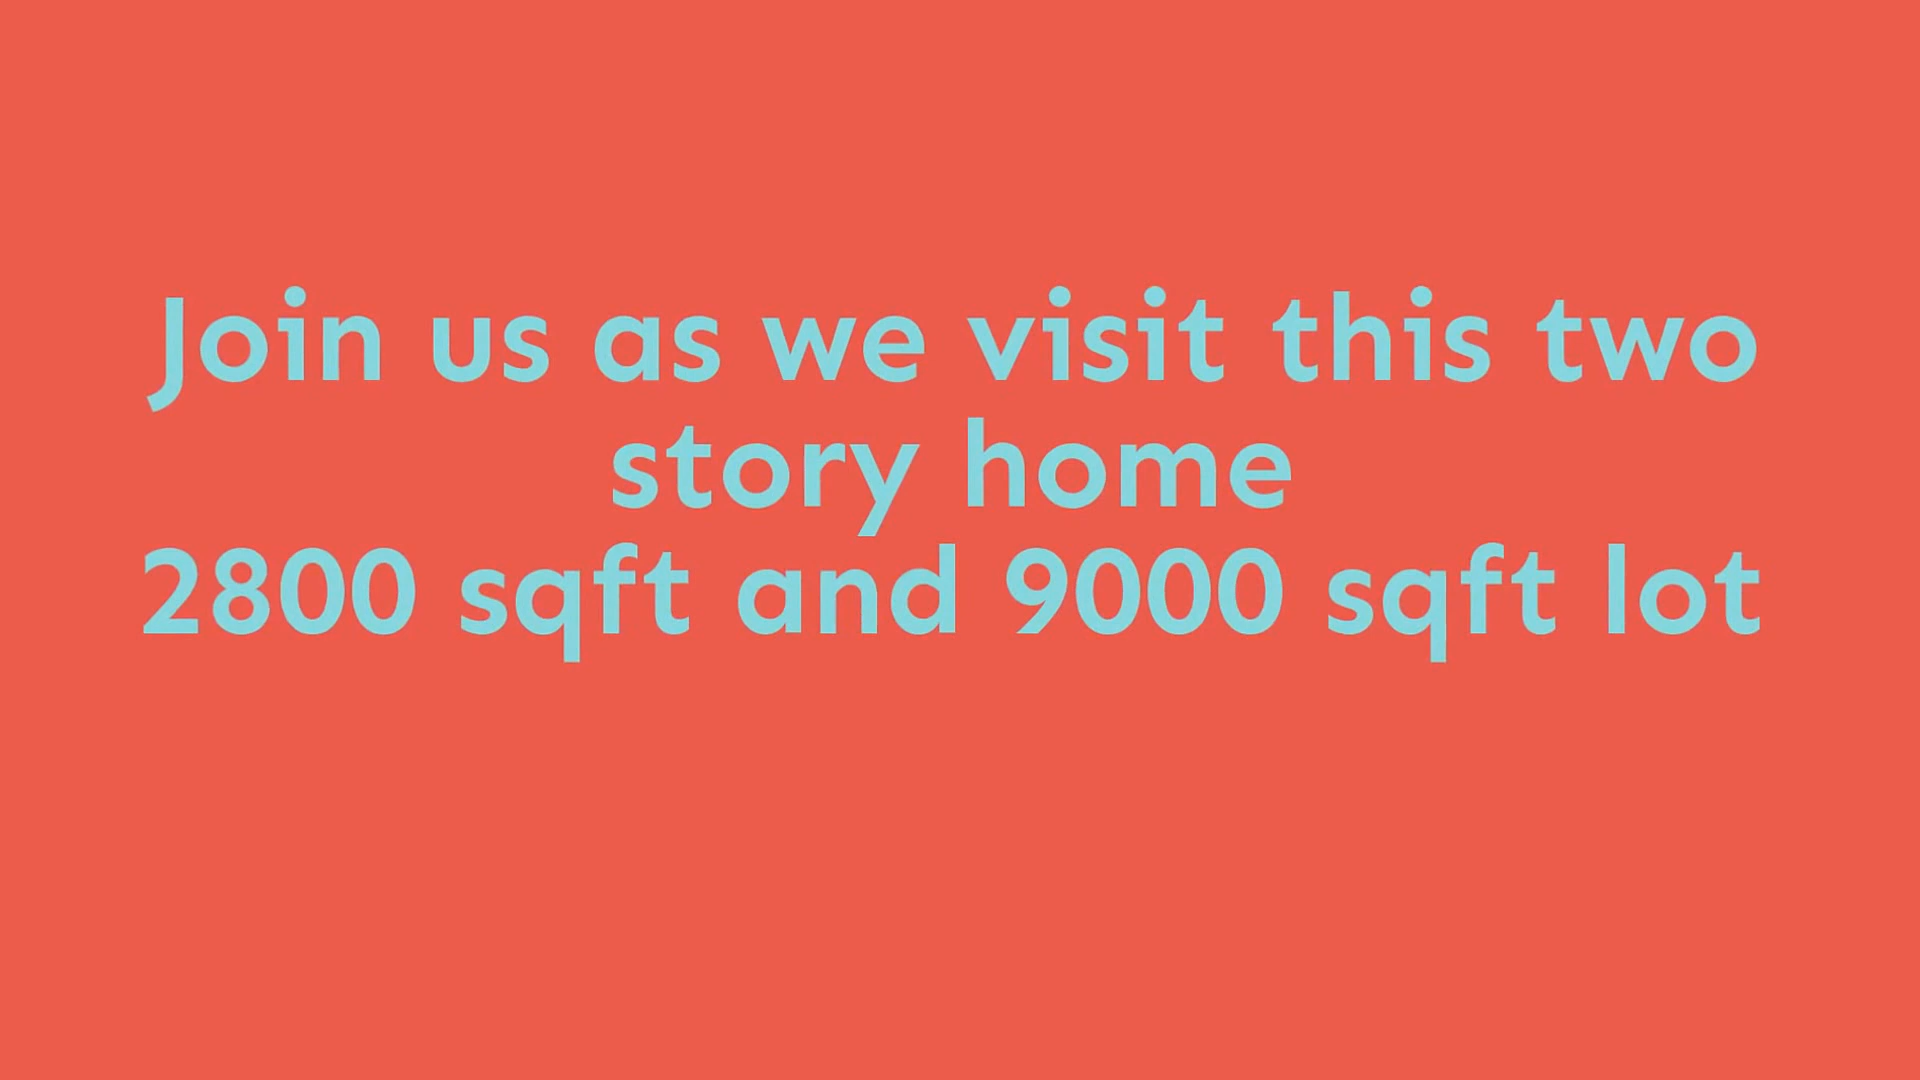 Join us as we visit this two
story home
2800 sqft and 9000 sqft lot